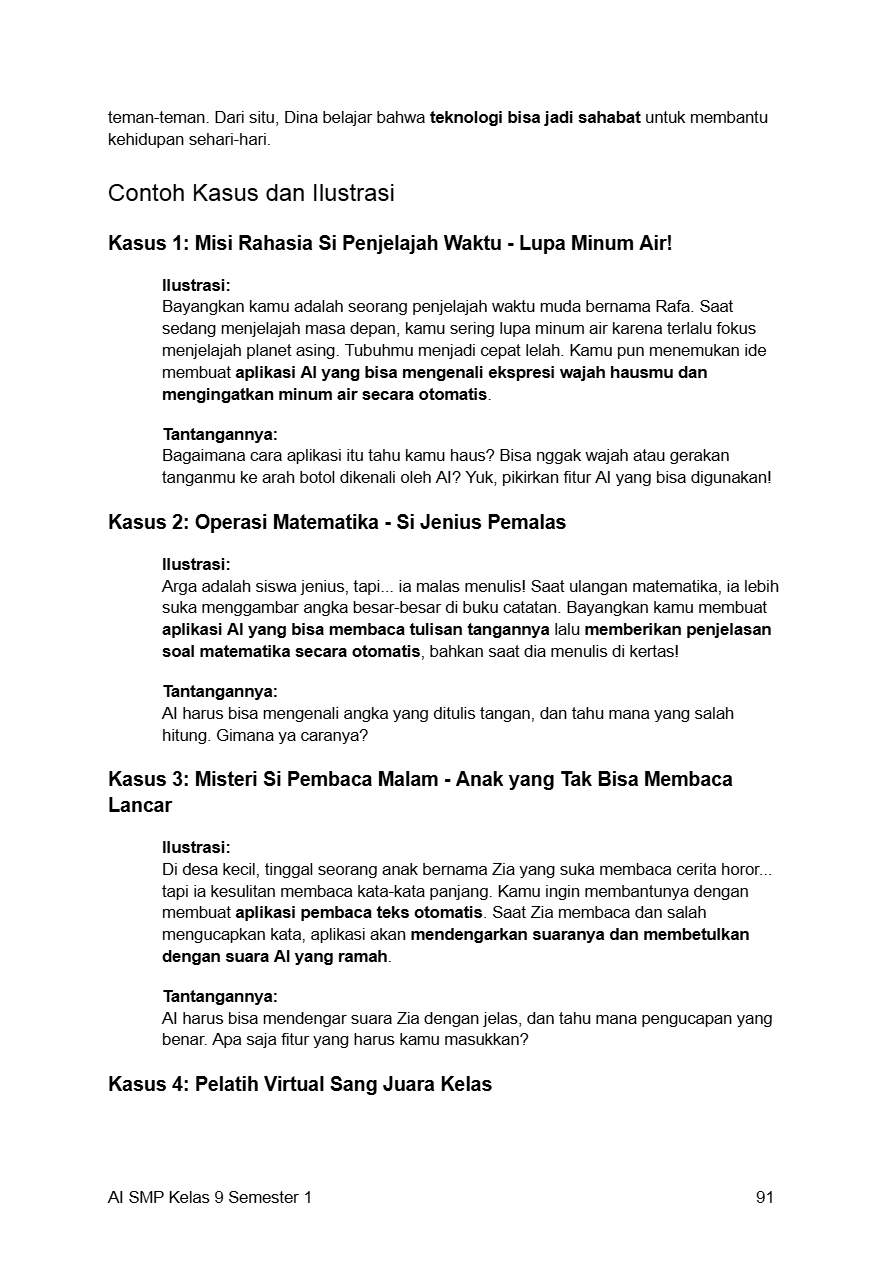 teman-teman. Dari situ, Dina belajar bahwa teknologi bisa jadi sahabat untuk membantu
kehidupan sehari-hari.
Contoh Kasus dan Ilustrasi
Kasus 1: Misi Rahasia Si Penjelajah Waktu - Lupa Minum Air!
Ilustrasi:
Bayangkan kamu adalah seorang penjelajah waktu muda bernama Rafa. Saat
sedang menjelajah masa depan, kamu sering lupa minum air karena terlalu fokus
menjelajah planet asing. Tubuhmu menjadi cepat lelah. Kamu pun menemukan ide
membuat aplikasi AI yang bisa mengenali ekspresi wajah hausmu dan
mengingatkan minum air secara otomatis.
Tantangannya:
Bagaimana cara aplikasi itu tahu kamu haus? Bisa nggak wajah atau gerakan
tanganmu ke arah botol dikenali oleh AI? Yuk, pikirkan fitur AI yang bisa digunakan!
Kasus 2: Operasi Matematika - Si Jenius Pemalas
Ilustrasi:
Arga adalah siswa jenius, tapi... ia malas menulis! Saat ulangan matematika, ia lebih
suka menggambar angka besar-besar di buku catatan. Bayangkan kamu membuat
aplikasi AI yang bisa membaca tulisan tangannya lalu memberikan penjelasan
soal matematika secara otomatis, bahkan saat dia menulis di kertas!
Tantangannya:
AI harus bisa mengenali angka yang ditulis tangan, dan tahu mana yang salah
hitung. Gimana ya caranya?
Kasus 3: Misteri Si Pembaca Malam - Anak yang Tak Bisa Membaca
Lancar
Ilustrasi:
Di desa kecil, tinggal seorang anak bernama Zia yang suka membaca cerita horor...
tapi ia kesulitan membaca kata-kata panjang. Kamu ingin membantunya dengan
membuat aplikasi pembaca teks otomatis. Saat Zia membaca dan salah
mengucapkan kata, aplikasi akan mendengarkan suaranya dan membetulkan
dengan suara AI yang ramah.
Tantangannya:
AI harus bisa mendengar suara Zia dengan jelas, dan tahu mana pengucapan yang
benar. Apa saja fitur yang harus kamu masukkan?
Kasus 4: Pelatih Virtual Sang Juara Kelas
AI SMP Kelas 9 Semester 1 91